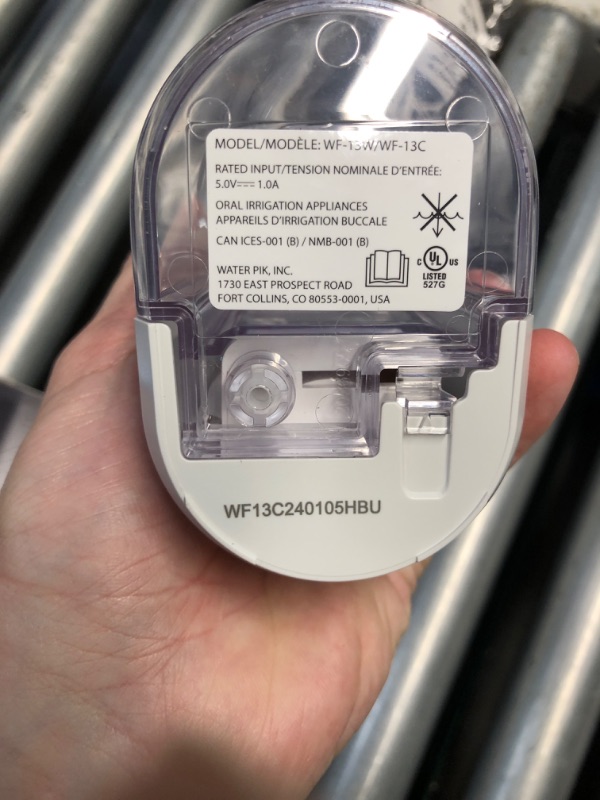 MODEL/MODÈLE: WF-13W/WF-13C
RATED INPUT/TENSION NOMINALE D'ENTRÉE:
5.0V⎓1.0A
ORAL IRRIGATION APPLIANCES
APPAREILS D'IRRIGATION BUCCALE
CAN ICES-001 (B) / NMB-001 (B)
WATER PIK, INC.
1730 EAST PROSPECT ROAD
FORT COLLINS, CO 80553-0001, USA
C UL US
LISTED
527G
WF13C240105HBU